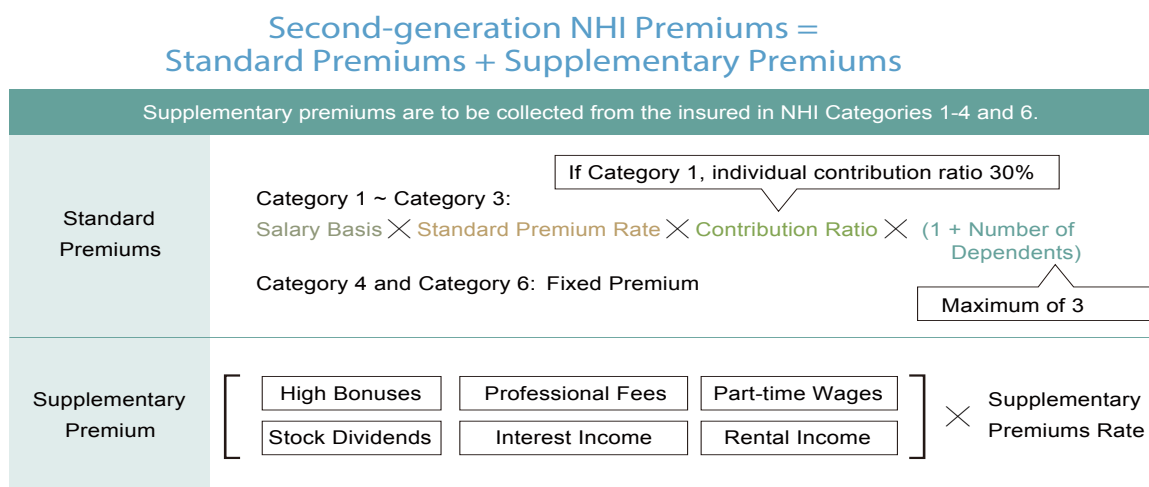 Second-generation NHI Premiums =
Standard Premiums + Supplementary Premiums
Supplementary premiums are to be collected from the insured in NHI Categories 1-4 and 6.
Standard
Premiums
If Category 1, individual contribution ratio 30%
Category 1 ~ Category 3:
Salary Basis × Standard Premium Rate × Contribution Ratio × (1 + Number of
Dependents)
Category 4 and Category 6: Fixed Premium
Maximum of 3
Supplementary
Premium
High Bonuses Professional Fees Part-time Wages
Stock Dividends Interest Income Rental Income
× Supplementary
Premiums Rate